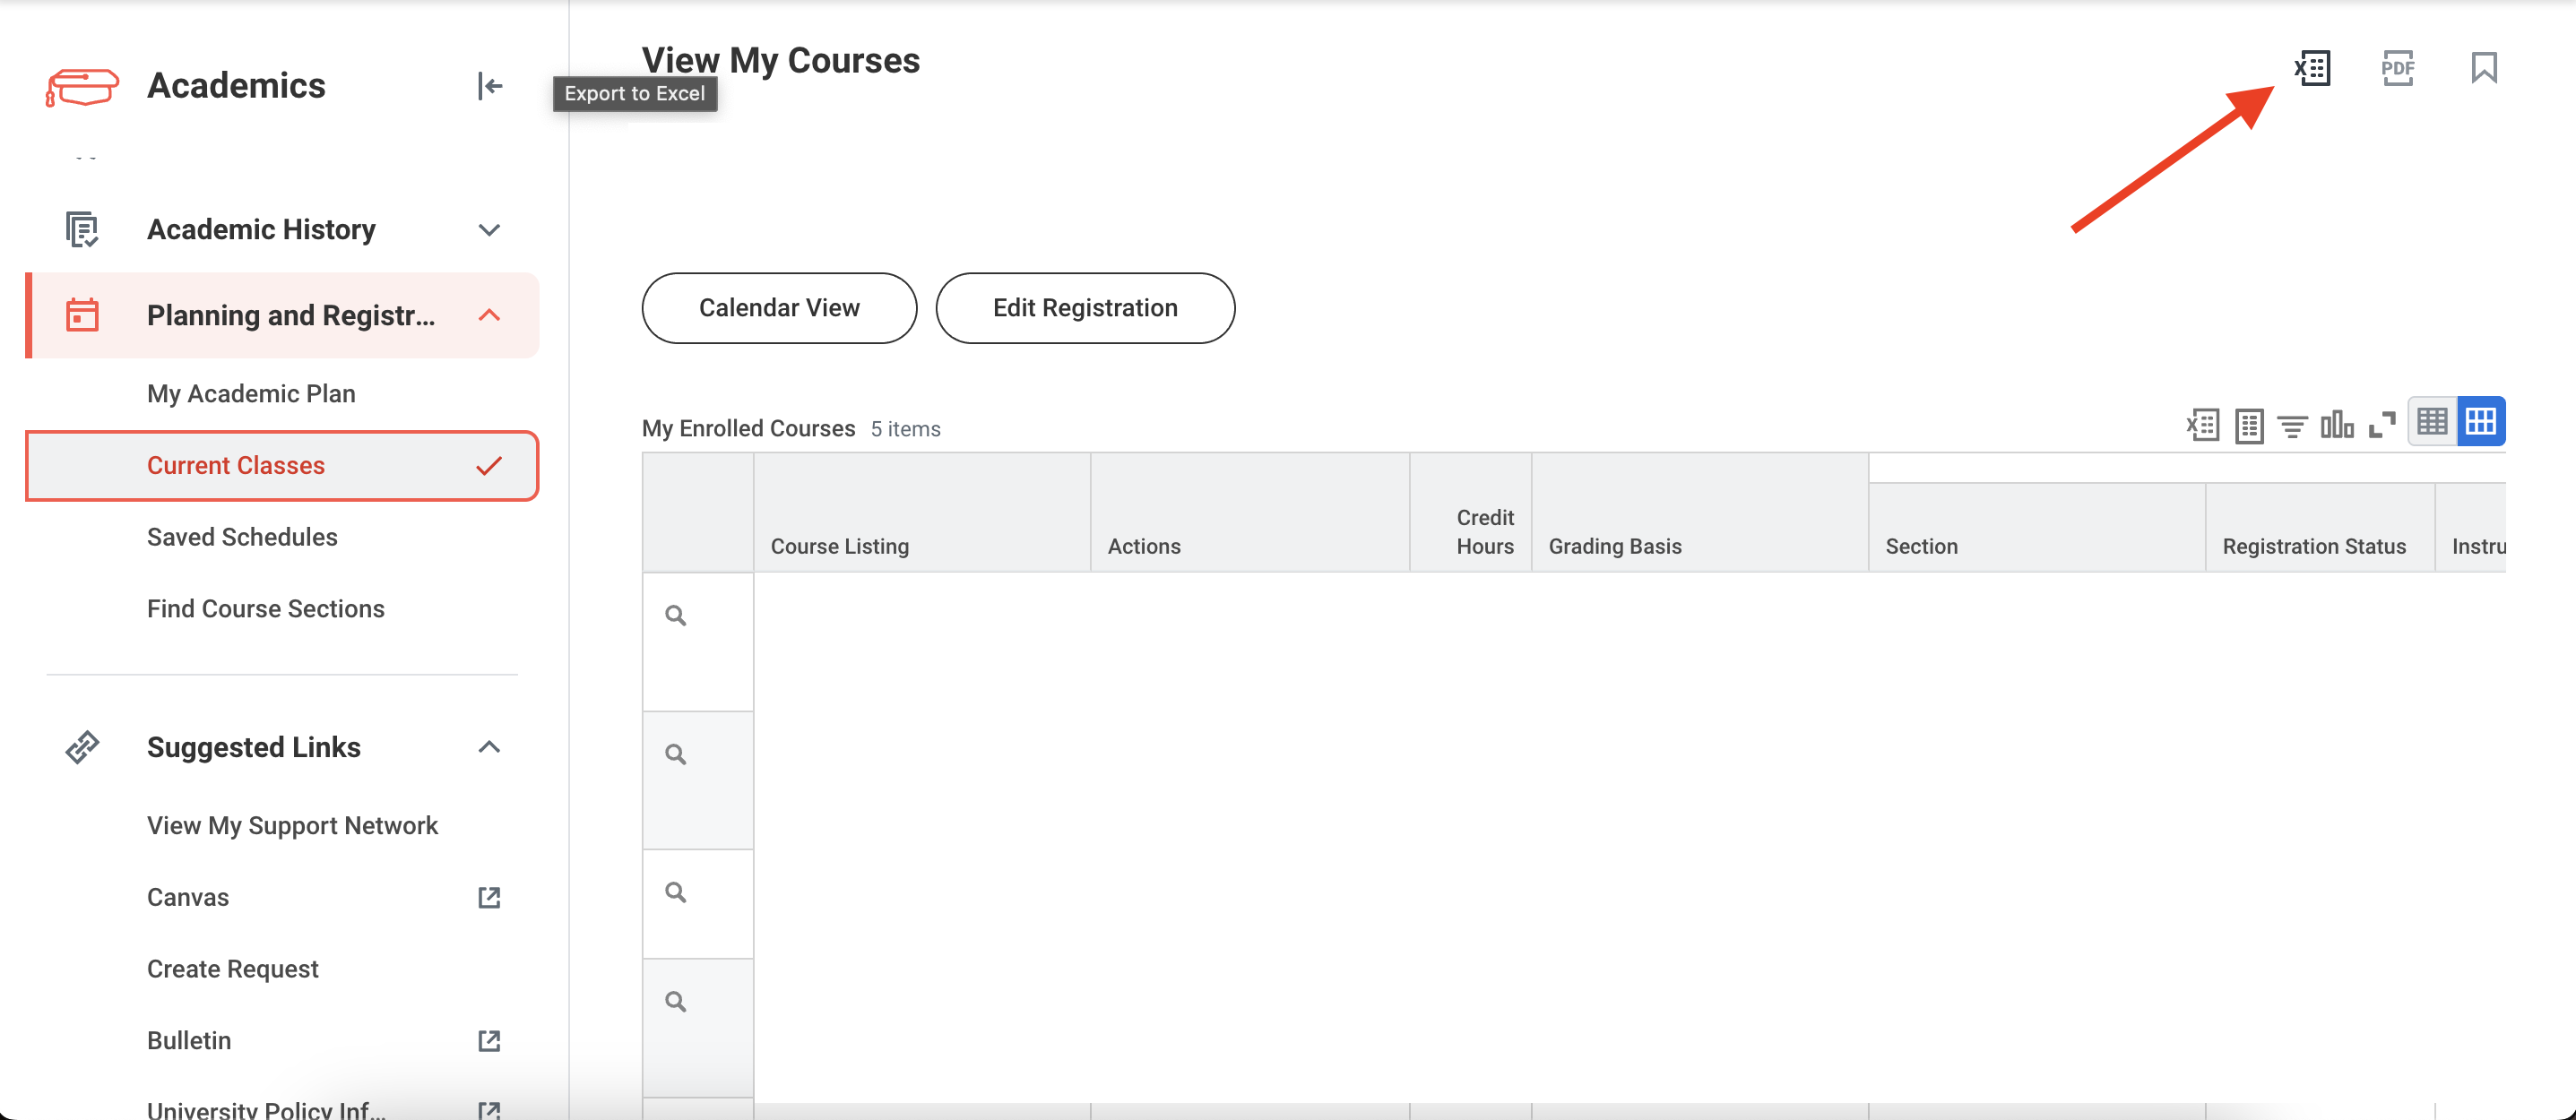 Academics
Export to Excel
View My Courses
PDF
Academic History
Planning and Registr...
My Academic Plan
Current Classes
Saved Schedules
Find Course Sections
Suggested Links
View My Support Network
Canvas
Create Request
Bulletin
University Policy Inf...
Calendar View
Edit Registration
My Enrolled Courses 5 items
Course Listing
Actions
Credit
Hours
Grading Basis
Section
Registration Status
Instru